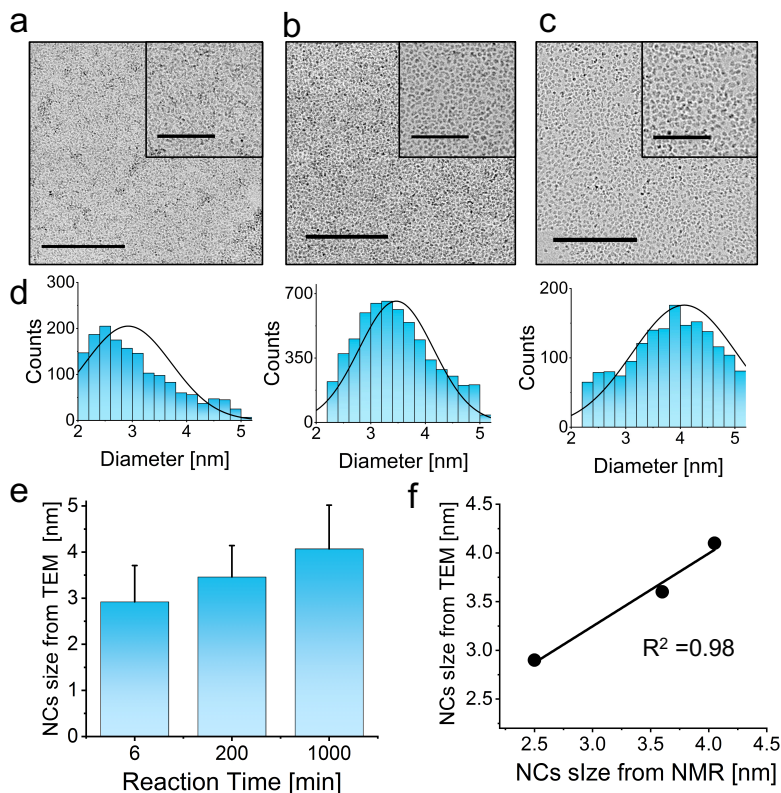 a
b
c
d
300
200
100
0
Counts
2
3
4
5
Diameter [nm]
700
350
0
Counts
2
3
4
5
Diameter [nm]
200
100
0
Counts
2
3
4
5
Diameter [nm]
e
5
4
3
2
1
0
NCs size from TEM [nm]
6
200
1000
Reaction Time [min]
f
4.5
4.0
3.5
3.0
2.5
NCs sIze from TEM [nm]
R² =0.98
2.5
3.0
3.5
4.0
4.5
NCs sIze from NMR [nm]